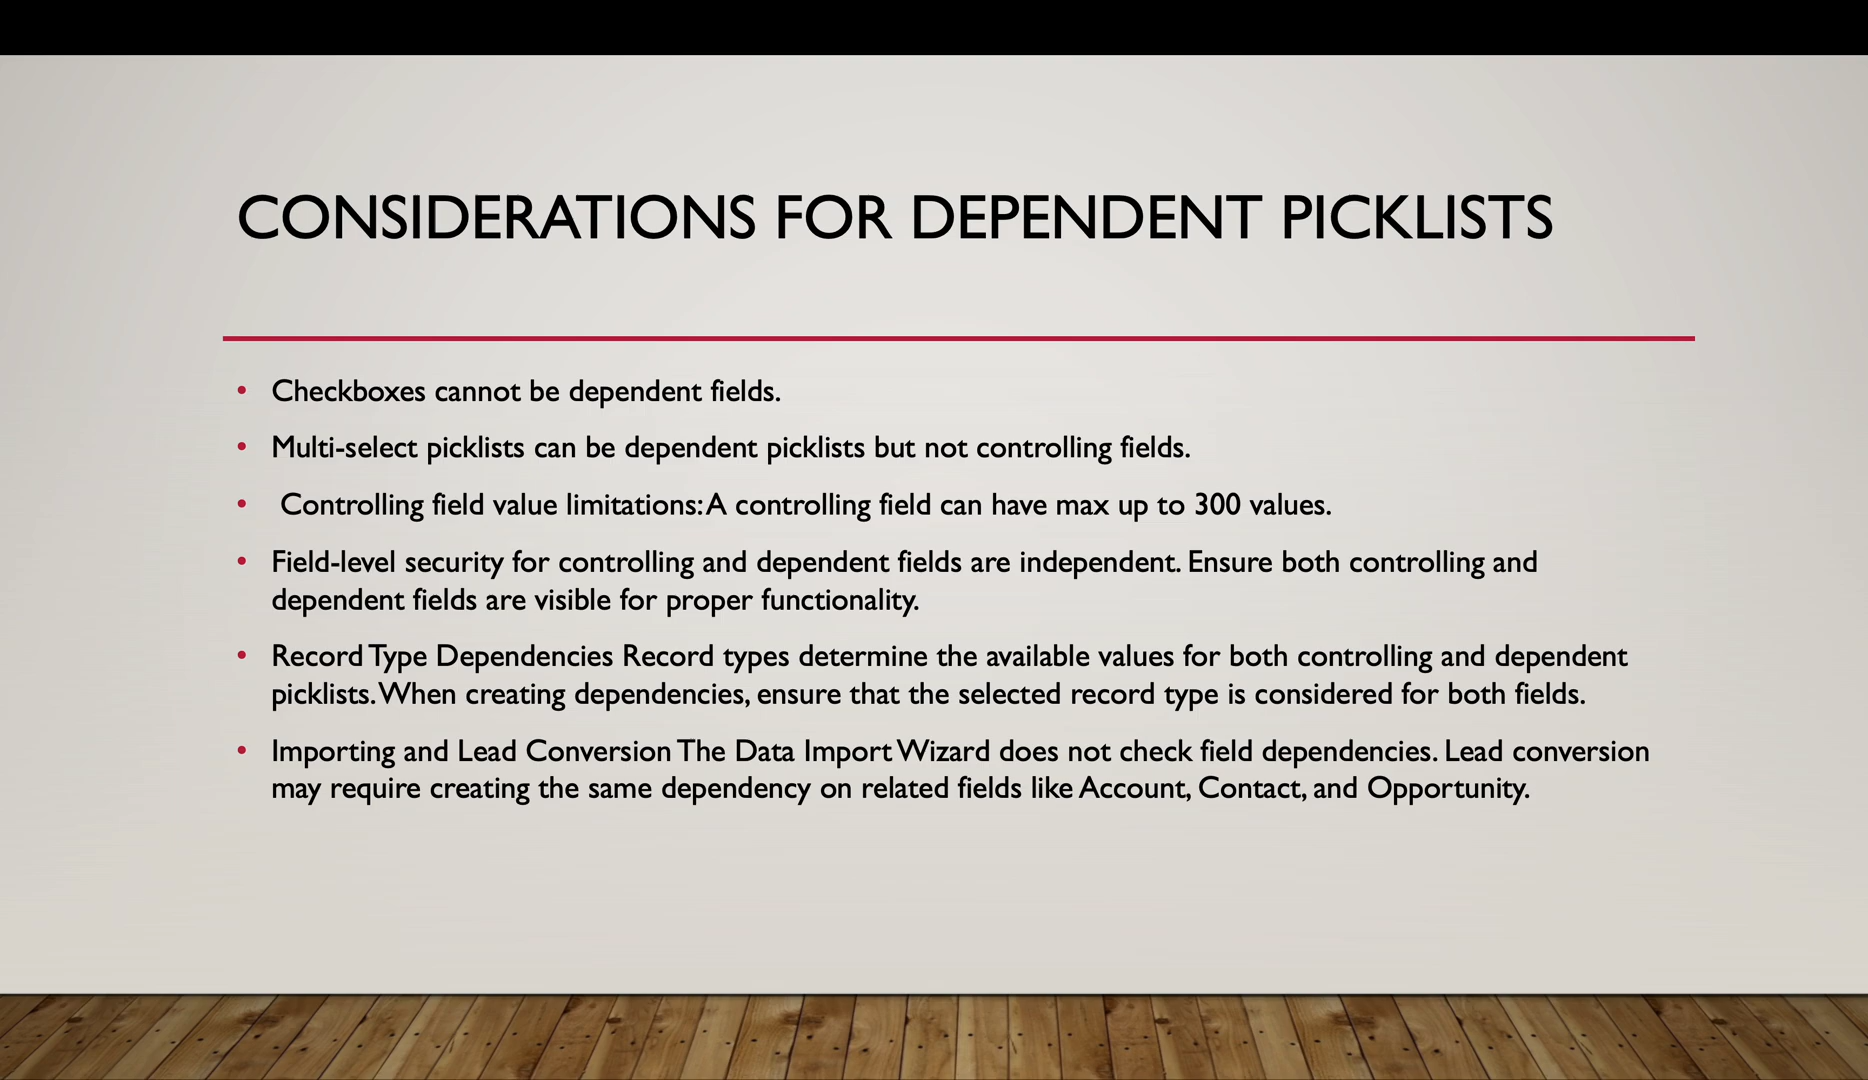 CONSIDERATIONS FOR DEPENDENT PICKLISTS
• Checkboxes cannot be dependent fields.
• Multi-select picklists can be dependent picklists but not controlling fields.
• Controlling field value limitations: A controlling field can have max up to 300 values.
• Field-level security for controlling and dependent fields are independent. Ensure both controlling and
dependent fields are visible for proper functionality.
• Record Type Dependencies Record types determine the available values for both controlling and dependent
picklists. When creating dependencies, ensure that the selected record type is considered for both fields.
• Importing and Lead Conversion The Data Import Wizard does not check field dependencies. Lead conversion
may require creating the same dependency on related fields like Account, Contact, and Opportunity.